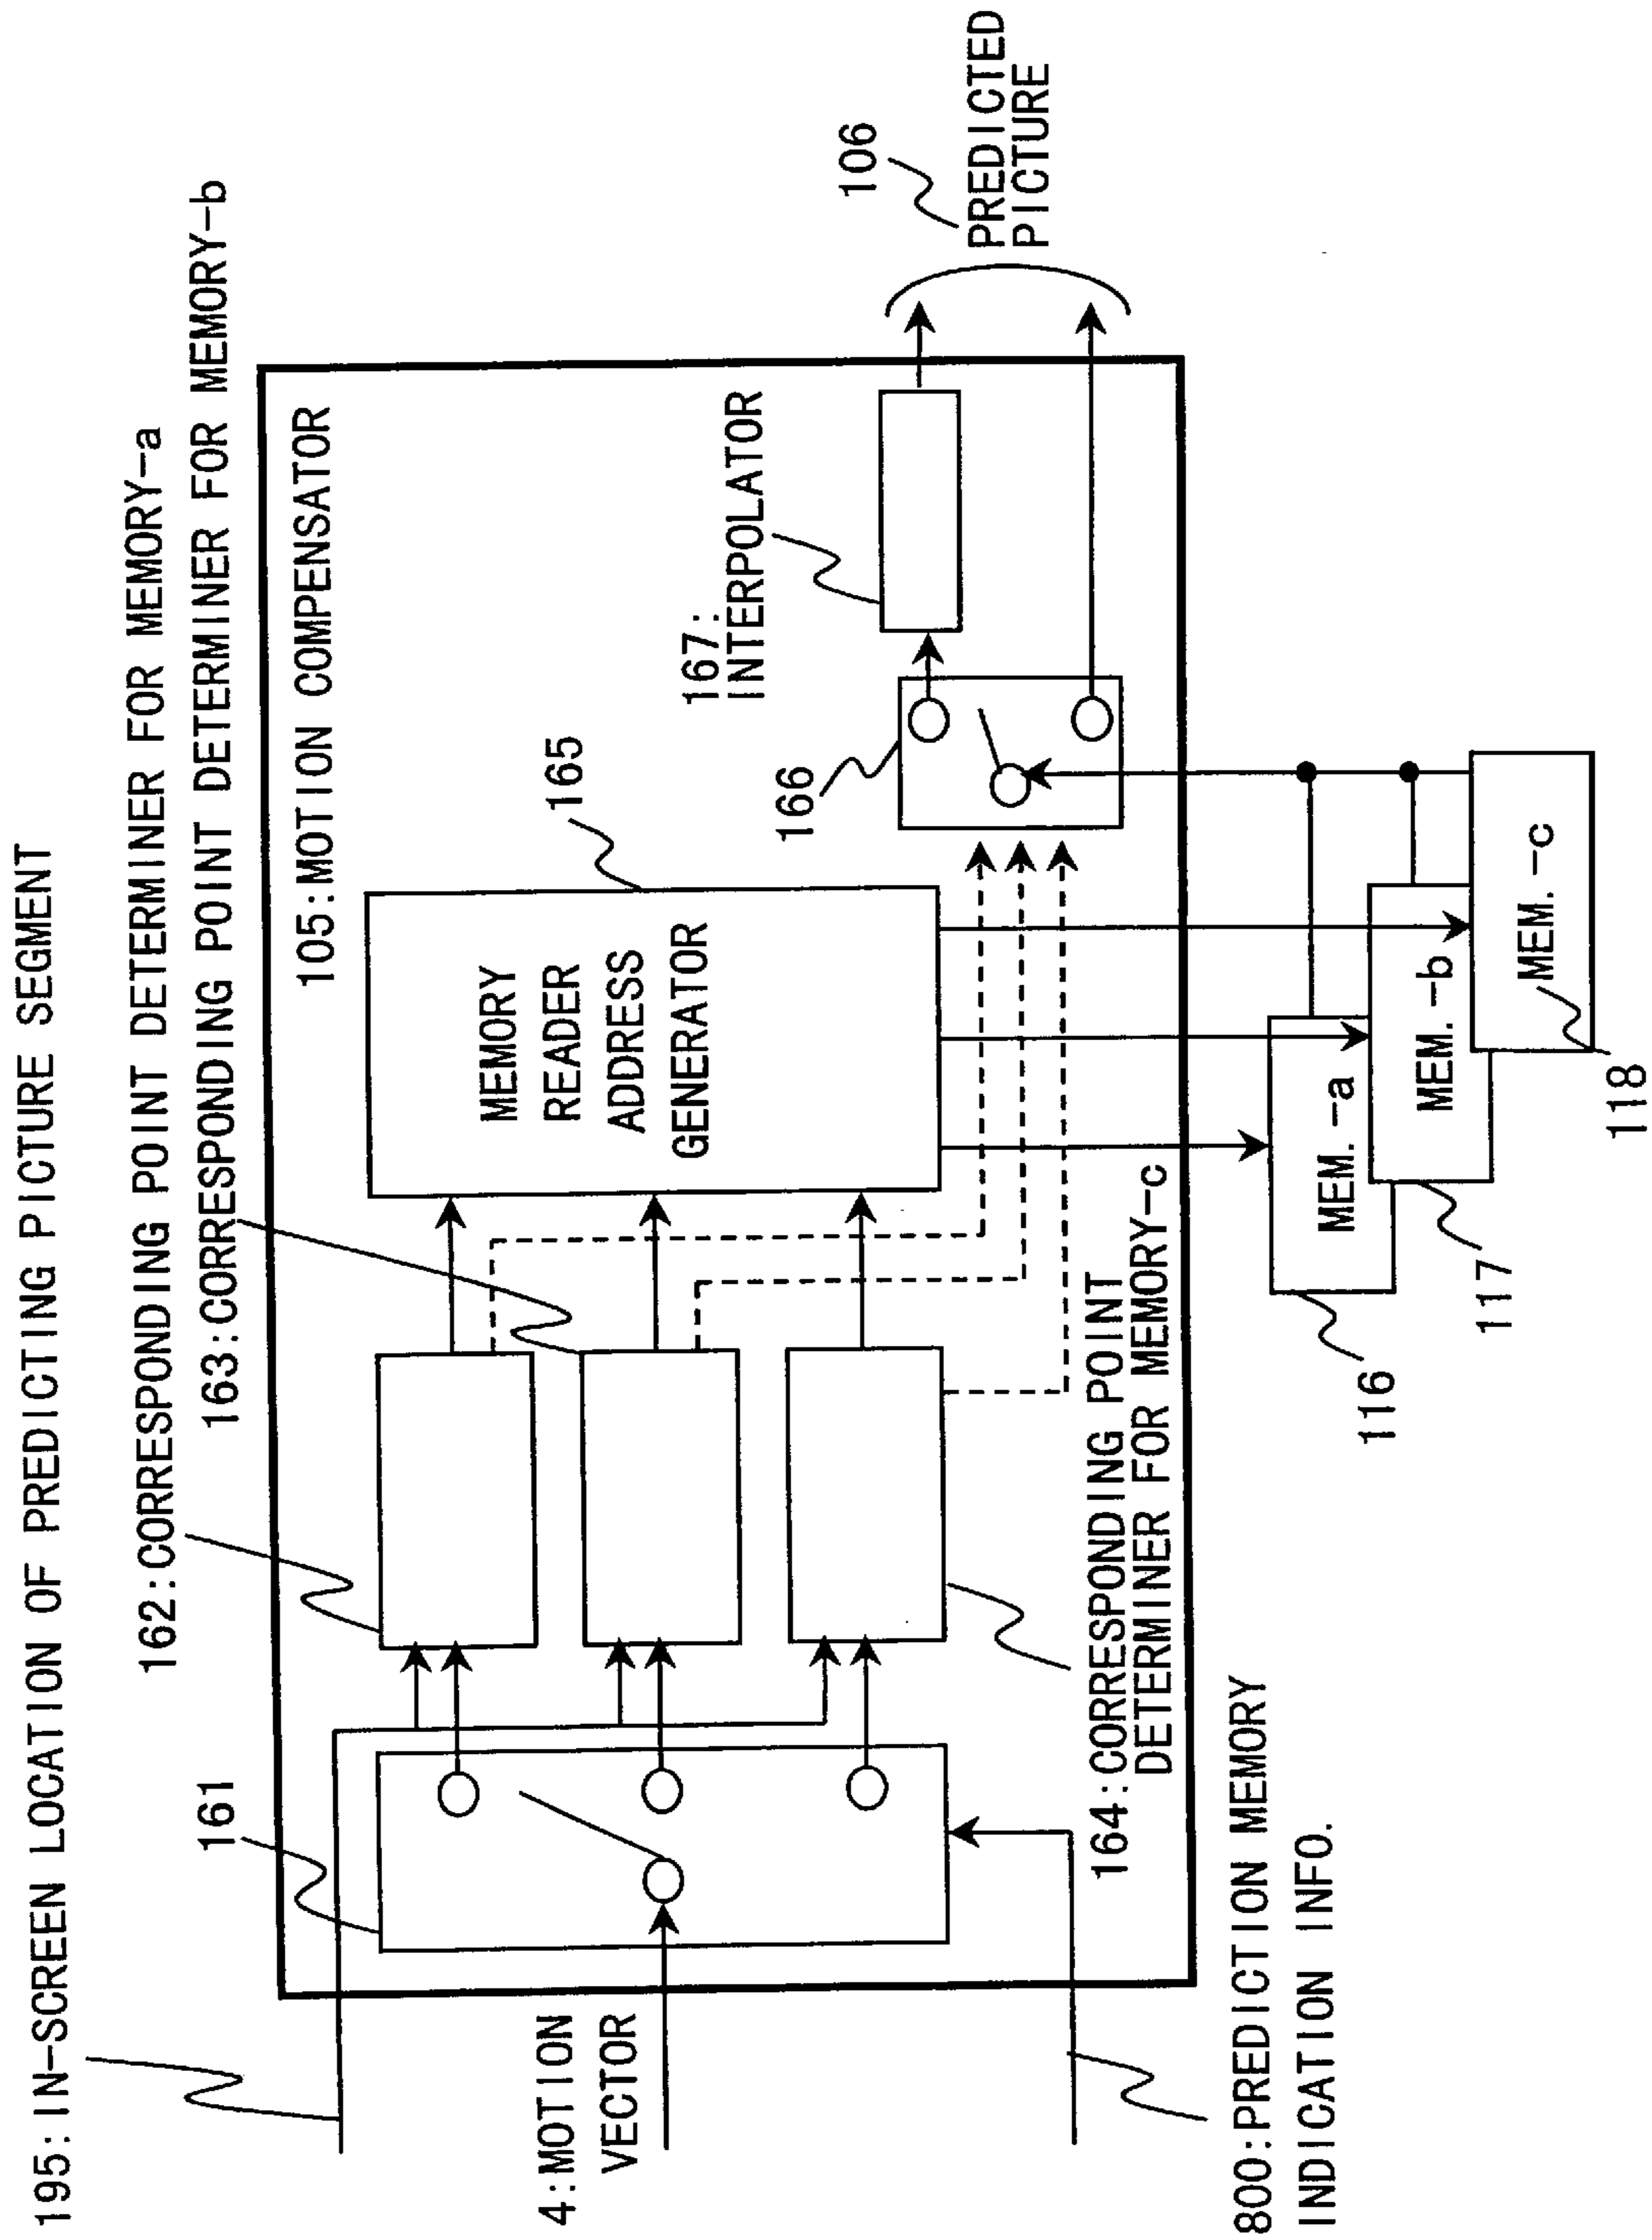 195:IN-SCREEN LOCATION OF PREDICTING PICTURE SEGMENT
162:CORRESPONDING POINT DETERMINER FOR MEMORY-a
163:CORRESPONDING POINT DETERMINER FOR MEMORY-b
105:MOTION COMPENSATOR
161
165
MEMORY
READER
ADDRESS
GENERATOR
4:MOTION
VECTOR
167:
INTERPOLATOR
166
106
PREDICTED
PICTURE
164:CORRESPONDING POINT
DETERMINER FOR MEMORY-c
800:PREDICTION MEMORY
INDICATION INFO.
MEM.-a
MEM.-b
MEM.-c
116
117
118